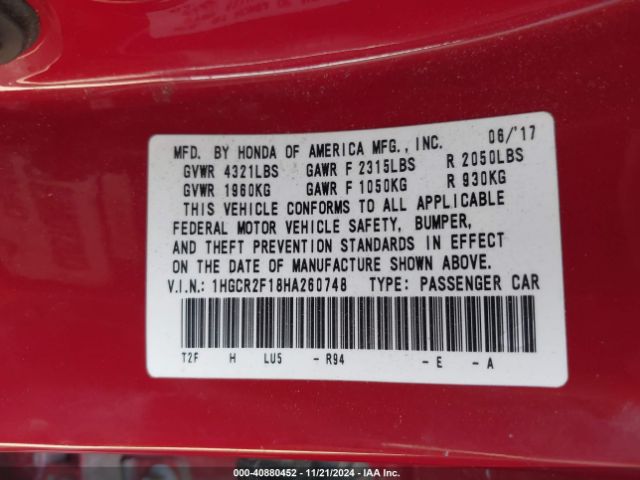 MFD. BY HONDA OF AMERICA MFG., INC. 06/'17
GVWR 4321LBS GAWR F 2315LBS R 2050LBS
GVWR 1960KG GAWR F 1050KG R 930KG
THIS VEHICLE CONFORMS TO ALL APPLICABLE
FEDERAL MOTOR VEHICLE SAFETY, BUMPER,
AND THEFT PREVENTION STANDARDS IN EFFECT
ON THE DATE OF MANUFACTURE SHOWN ABOVE.
V.I.N.: 1HGCR2F18HA260748 TYPE: PASSENGER CAR
T2F H LU5 - R94 - E - A
00-40880452 - 11/21/2024 - IAA Inc.